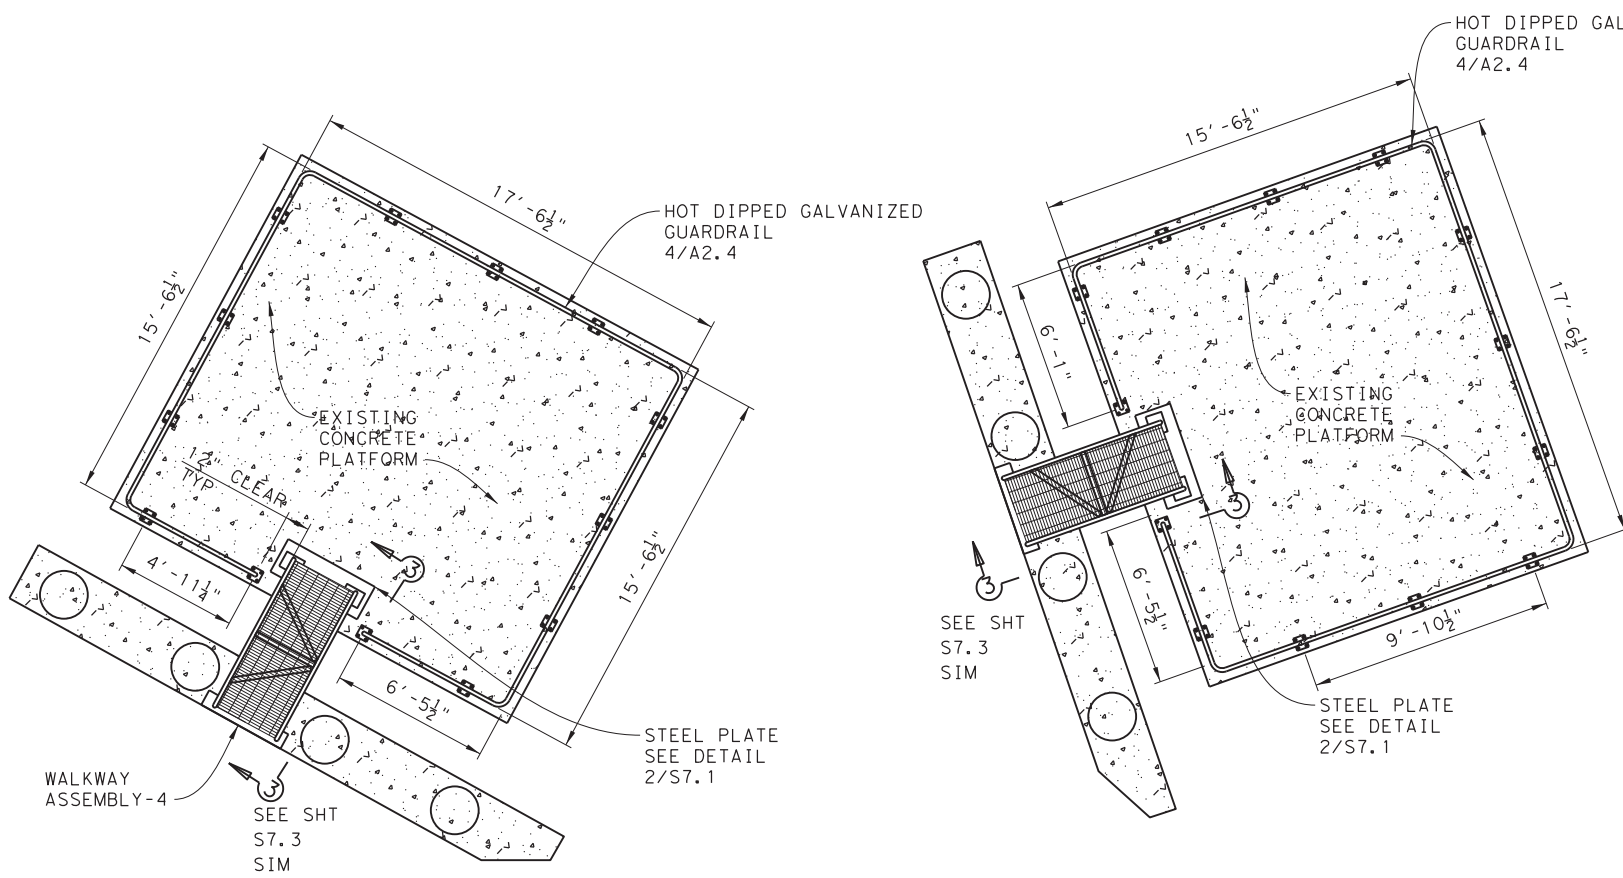 HOT DIPPED GAL
GUARDRAIL
4/A2.4
15'-6½"
17'-6½"
HOT DIPPED GALVANIZED
GUARDRAIL
4/A2.4
15'-6½"
EXISTING
CONCRETE
PLATFORM
12" CLEAR
TYP
4'-11¼"
3
15'-6½"
6'-5½"
STEEL PLATE
SEE DETAIL
2/S7.1
WALKWAY
ASSEMBLY-4
3
SEE SHT
S7.3
SIM
6'-1"
17'-6½"
EXISTING
CONCRETE
PLATFORM
3
3
SEE SHT
S7.3
SIM
6'-5½"
9'-10½"
STEEL PLATE
SEE DETAIL
2/S7.1